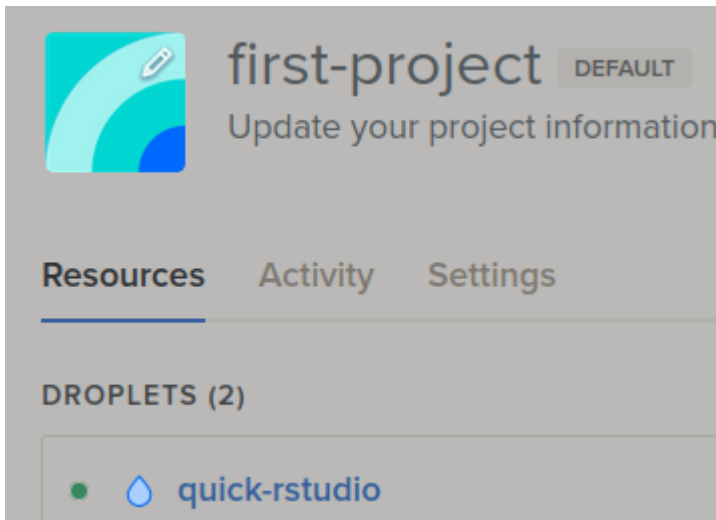 first-project DEFAULT
Update your project information
Resources Activity Settings
DROPLETS (2)
quick-rstudio